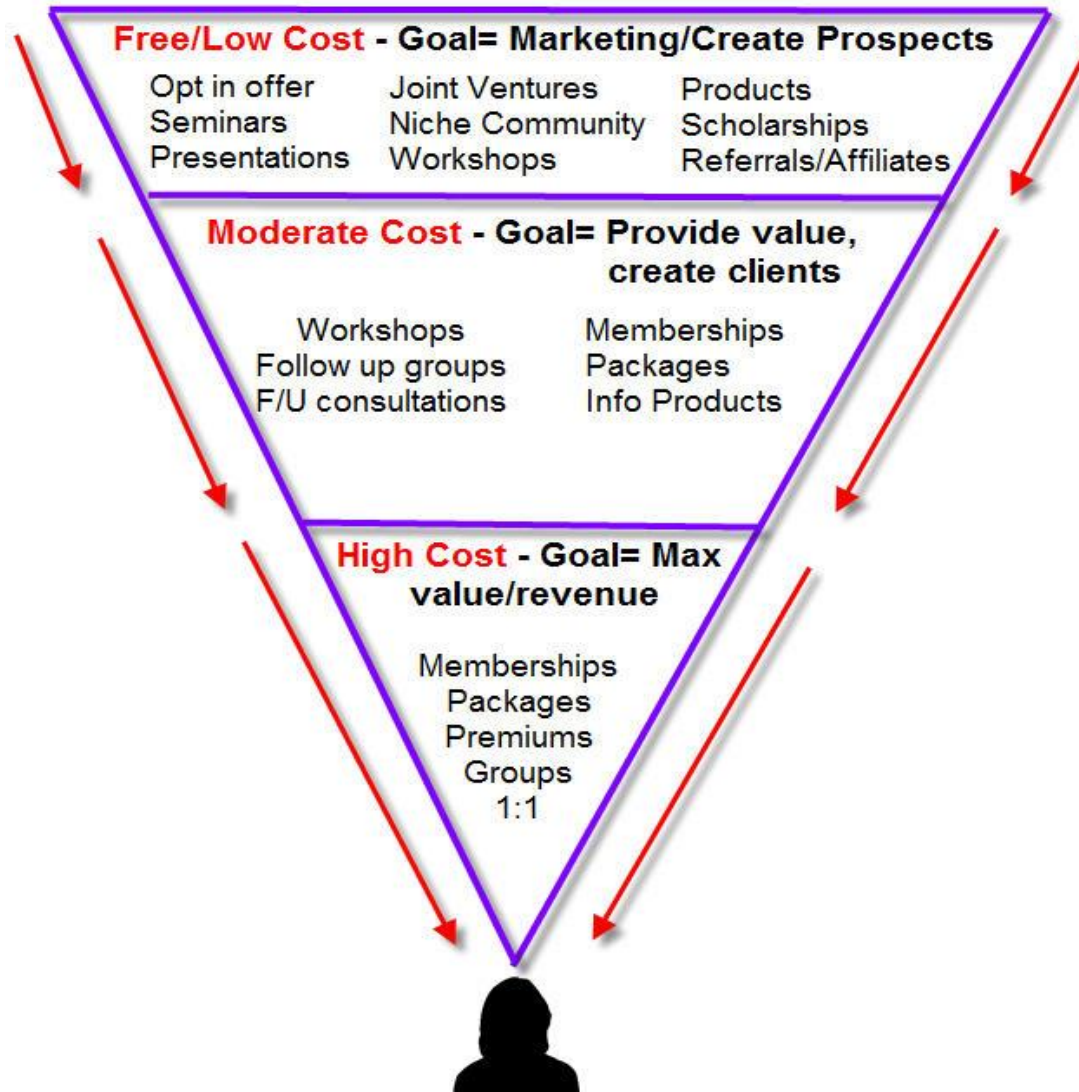 Free/Low Cost - Goal= Marketing/Create Prospects
Opt in offer
Seminars
Presentations
Joint Ventures
Niche Community
Workshops
Products
Scholarships
Referrals/Affiliates
Moderate Cost - Goal= Provide value,
create clients
Workshops
Follow up groups
F/U consultations
Memberships
Packages
Info Products
High Cost - Goal= Max
value/revenue
Memberships
Packages
Premiums
Groups
1:1